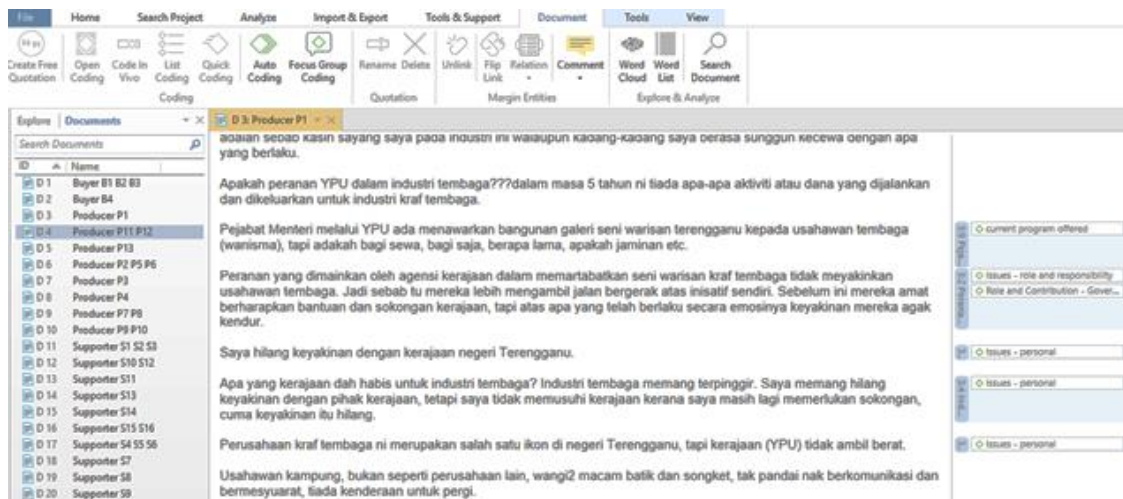 File Home Search Project Analyze Import & Export Tools & Support Document Tools View
Create Free Quotation
Open Coding
Code In Vivo
List Coding
Quick Coding
Auto Coding
Focus Group Coding
Rename Delete
Unlink
Flip Link
Relation
Comment
Word Cloud
Word List
Search Document
Coding Quotation Margin Entities Explore & Analyze
Explore Documents
Search Documents
ID Name
D 1 Buyer B1 B2 B3
D 2 Buyer B4
D 3 Producer P1
D 4 Producer P11 P12
D 5 Producer P13
D 6 Producer P2 P5 P6
D 7 Producer P3
D 8 Producer P4
D 9 Producer P7 P8
D 10 Producer P9 P10
D 11 Supporter S1 S2 S3
D 12 Supporter S10 S12
D 13 Supporter S11
D 14 Supporter S13
D 15 Supporter S14
D 16 Supporter S15 S16
D 17 Supporter S4 S5 S6
D 18 Supporter S7
D 19 Supporter S8
D 20 Supporter S9
D 3: Producer P1
adalah sebab kasih sayang saya pada industri ini walaupun kadang-kadang saya berasa sunggun kecewa dengan apa
yang berlaku.
Apakah peranan YPU dalam industri tembaga???dalam masa 5 tahun ni tiada apa-apa aktiviti atau dana yang dijalankan
dan dikeluarkan untuk industri kraf tembaga.
Pejabat Menteri melalui YPU ada menawarkan bangunan galeri seni warisan terengganu kepada usahawan tembaga
(wanisma), tapi adakah bagi sewa, bagi saja, berapa lama, apakah jaminan etc.
Peranan yang dimainkan oleh agensi kerajaan dalam memartabatkan seni warisan kraf tembaga tidak meyakinkan
usahawan tembaga. Jadi sebab tu mereka lebih mengambil jalan bergerak atas inisatif sendiri. Sebelum ini mereka amat
berharapkan bantuan dan sokongan kerajaan, tapi atas apa yang telah berlaku secara emosinya keyakinan mereka agak
kendur.
Saya hilang keyakinan dengan kerajaan negeri Terengganu.
Apa yang kerajaan dah habis untuk industri tembaga? Industri tembaga memang terpinggir. Saya memang hilang
keyakinan dengan pihak kerajaan, tetapi saya tidak memusuhi kerajaan kerana saya masih lagi memerlukan sokongan,
cuma keyakinan itu hilang.
Perusahaan kraf tembaga ni merupakan salah satu ikon di negeri Terengganu, tapi kerajaan (YPU) tidak ambil berat.
Usahawan kampung, bukan seperti perusahaan lain, wangi2 macam batik dan songket, tak pandai nak berkomunikasi dan
bermesyuarat, tiada kenderaan untuk pergi.
current program offered
Issues - role and responsibility
Role and Contribution - Gover...
Issues - personal
Issues - personal
Issues - personal